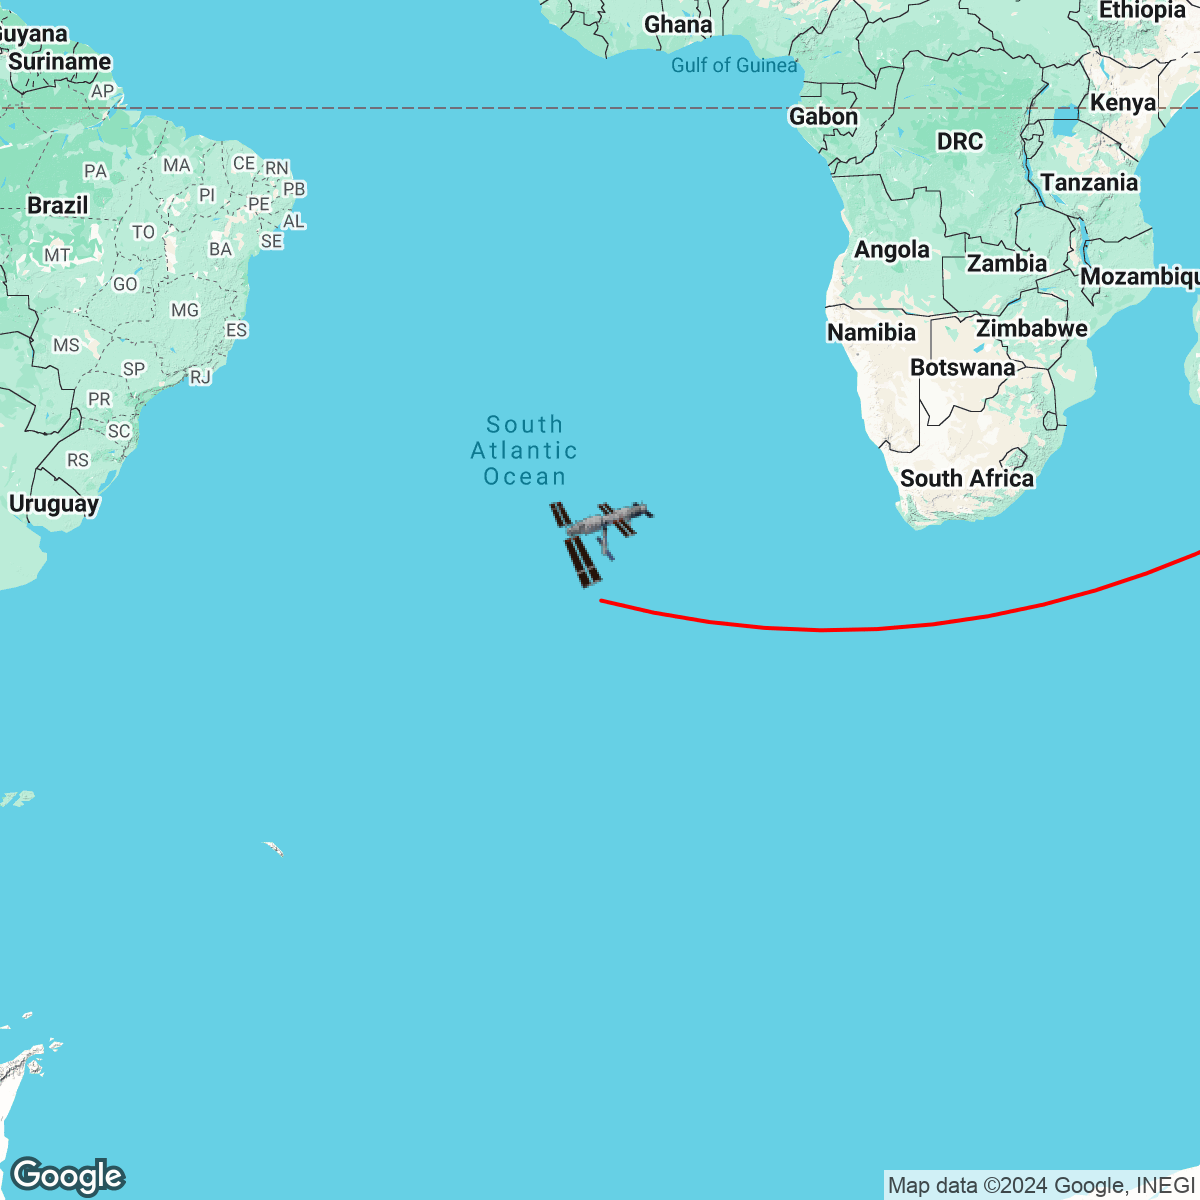 Ethiopia
Ghana
Guyana
Suriname
Gulf of Guinea
AP
Kenya
Gabon
DRC
MA
CE
RN
PA
PB
Tanzania
PI
PE
Brazil
AL
TO
SE
BA
Angola
MT
Zambia
Mozambiqu
GO
MG
ES
Namibia
Zimbabwe
MS
SP
RJ
Botswana
PR
South
Atlantic
Ocean
SC
RS
South Africa
Uruguay
Google
Map data ©2024 Google, INEGI